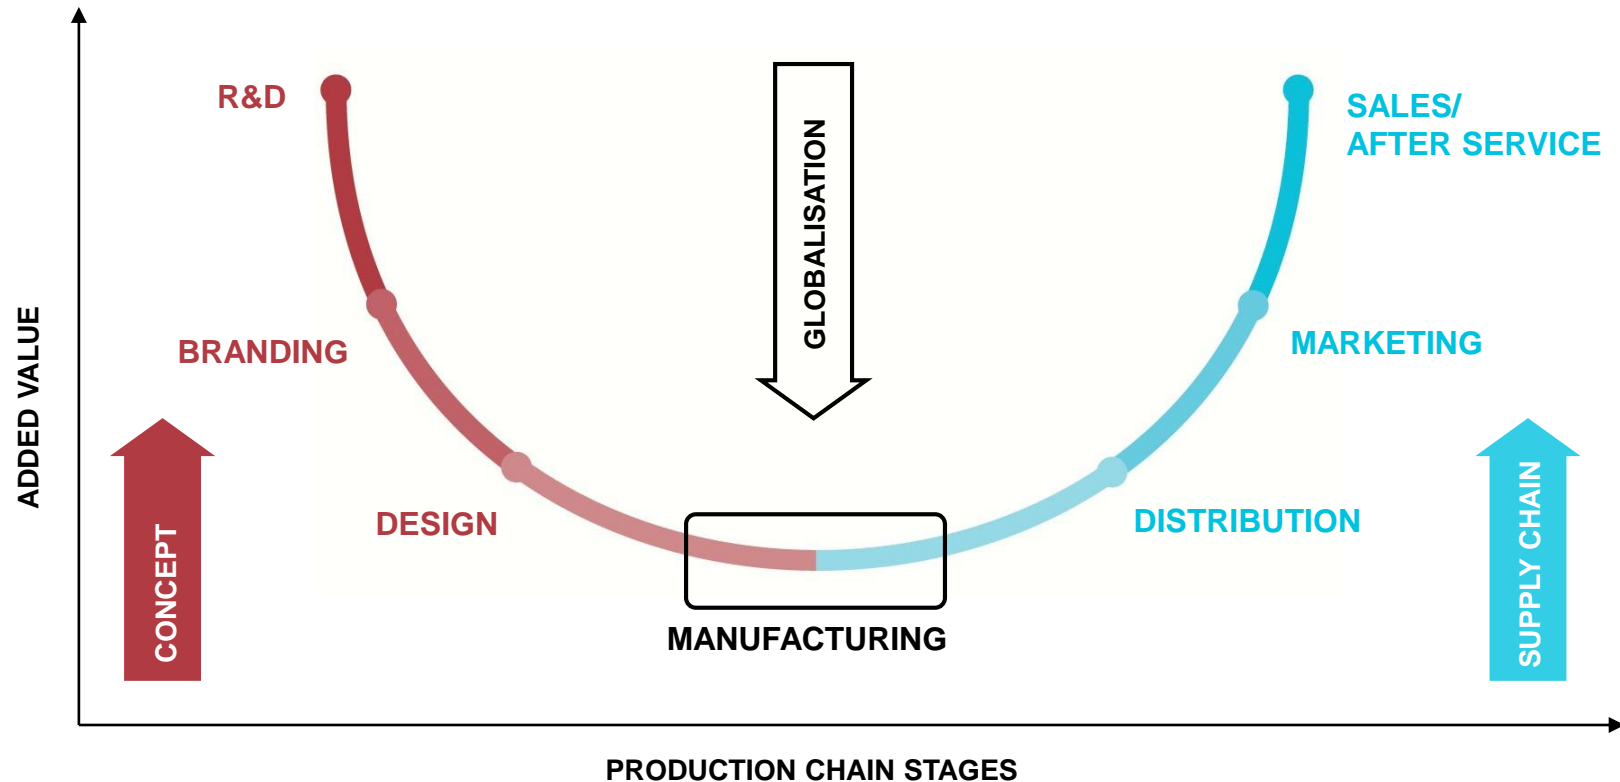 R&D
SALES/
AFTER SERVICE
GLOBALISATION
BRANDING
MARKETING
ADDED VALUE
DESIGN
DISTRIBUTION
CONCEPT
SUPPLY CHAIN
MANUFACTURING
PRODUCTION CHAIN STAGES